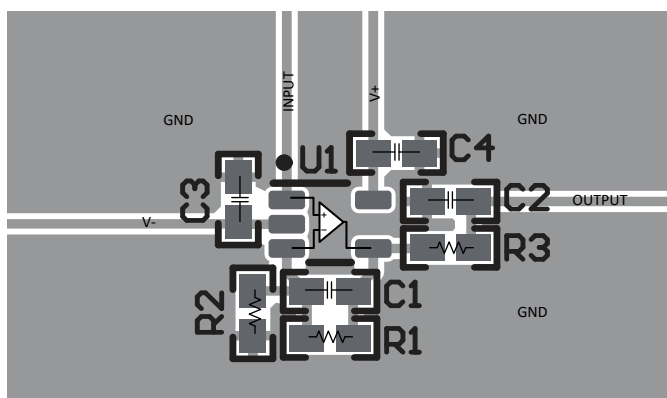 INPUT
V+
GND
GND
U1
C4
C3
C2
OUTPUT
V-
R3
R2
C1
GND
R1
+
-